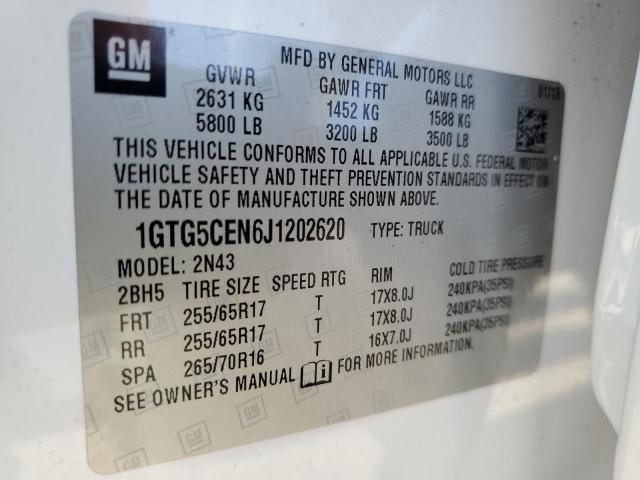 GM
MFD BY GENERAL MOTORS LLC
01/18
GVWR GAWR FRT GAWR RR
2631 KG 1452 KG 1588 KG
5800 LB 3200 LB 3500 LB
THIS VEHICLE CONFORMS TO ALL APPLICABLE U.S. FEDERAL MOTOR
VEHICLE SAFETY AND THEFT PREVENTION STANDARDS IN EFFECT ON
THE DATE OF MANUFACTURE SHOWN ABOVE.
1GTG5CEN6J1202620 TYPE: TRUCK
MODEL: 2N43
2BH5 TIRE SIZE SPEED RTG RIM COLD TIRE PRESSURE
FRT 255/65R17 T 17X8.0J 240KPA(35PSI)
RR 255/65R17 T 17X8.0J 240KPA(35PSI)
SPA 265/70R16 T 16X7.0J 240KPA(35PSI)
SEE OWNER'S MANUAL FOR MORE INFORMATION.